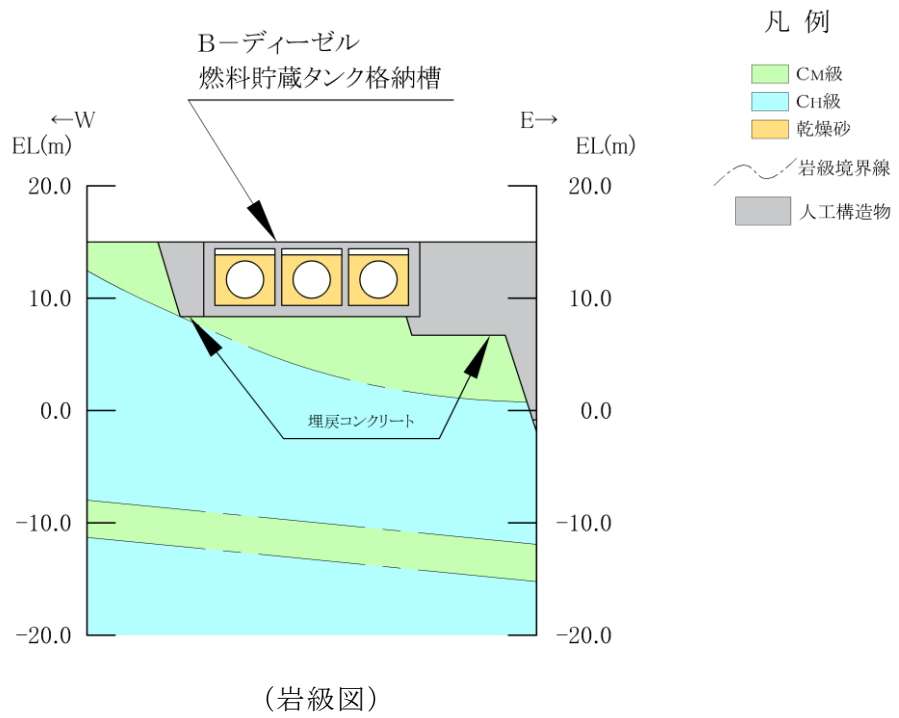 凡 例
B－ディーゼル
燃料貯蔵タンク格納槽
CM級
CH級
乾燥砂
岩級境界線
人工構造物
←W
E→
EL(m)
EL(m)
20.0
20.0
10.0
10.0
0.0
0.0
埋戻コンクリート
-10.0
-10.0
-20.0
-20.0
(岩級図)